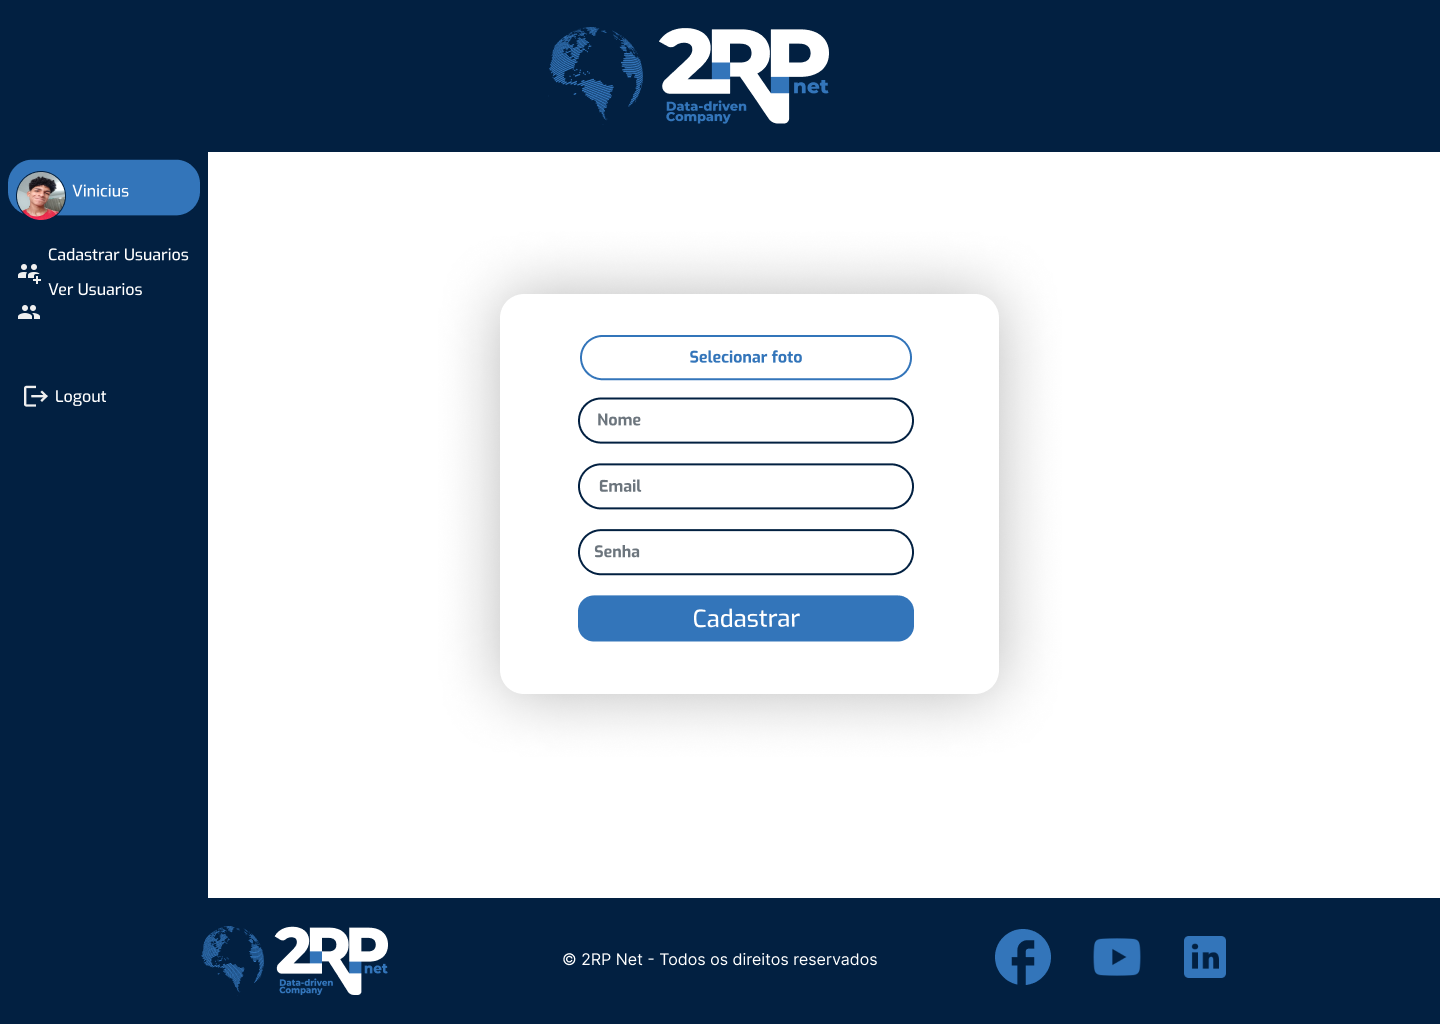 2RP
net
Data-driven
Company
Vinicius
Cadastrar Usuarios
Ver Usuarios
Logout
Selecionar foto
Nome
Email
Senha
Cadastrar
2RP
net
Data-driven
Company
© 2RP Net - Todos os direitos reservados
in